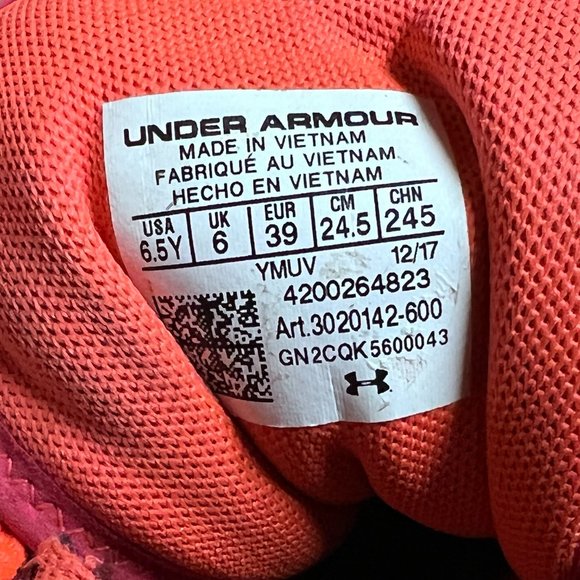 UNDER ARMOUR
MADE IN VIETNAM
FABRIQUÉ AU VIETNAM
HECHO EN VIETNAM
USA UK EUR CM CHN
6.5Y 6 39 24.5 245
YMUV 12/17
4200264823
Art.3020142-600
GN2CQK5600043